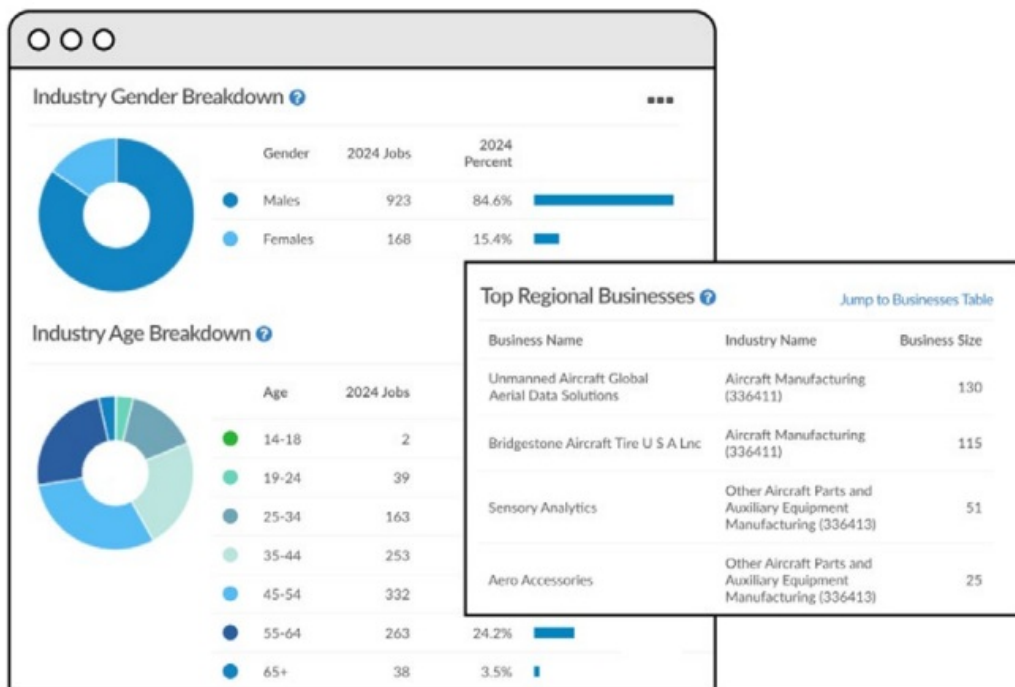 Industry Gender Breakdown ?
Gender 2024 Jobs 2024 Percent
Males 923 84.6%
Females 168 15.4%
Industry Age Breakdown ?
Age 2024 Jobs
14-18 2
19-24 39
25-34 163
35-44 253
45-54 332
55-64 263 24.2%
65+ 38 3.5%
Top Regional Businesses ? Jump to Businesses Table
Business Name Industry Name Business Size
Unmanned Aircraft Global
Aerial Data Solutions
Aircraft Manufacturing
(336411)
130
Bridgestone Aircraft Tire U S A Lnc
Aircraft Manufacturing
(336411)
115
Sensory Analytics
Other Aircraft Parts and
Auxiliary Equipment
Manufacturing (336413)
51
Aero Accessories
Other Aircraft Parts and
Auxiliary Equipment
Manufacturing (336413)
25